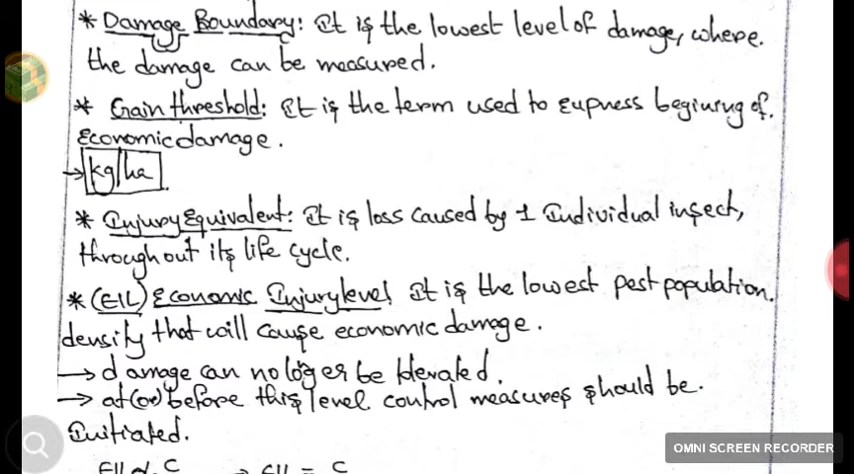 * Damage Boundary: It is the lowest level of damage, where.
the damage can be measured.
* Gain threshold: It is the term used to express begining of.
Economic damage.
→ kg/ha
* Injury Equivalent: It is loss caused by 1 Individual insect,
throughout its life cycle.
* (EIL) Economic Injury level It is the lowest pest population.
density that will cause economic damage.
→ damage can no longer be tolerated.
→ at (or) before this level control measures should be.
Initiated.
OMNI SCREEN RECORDER